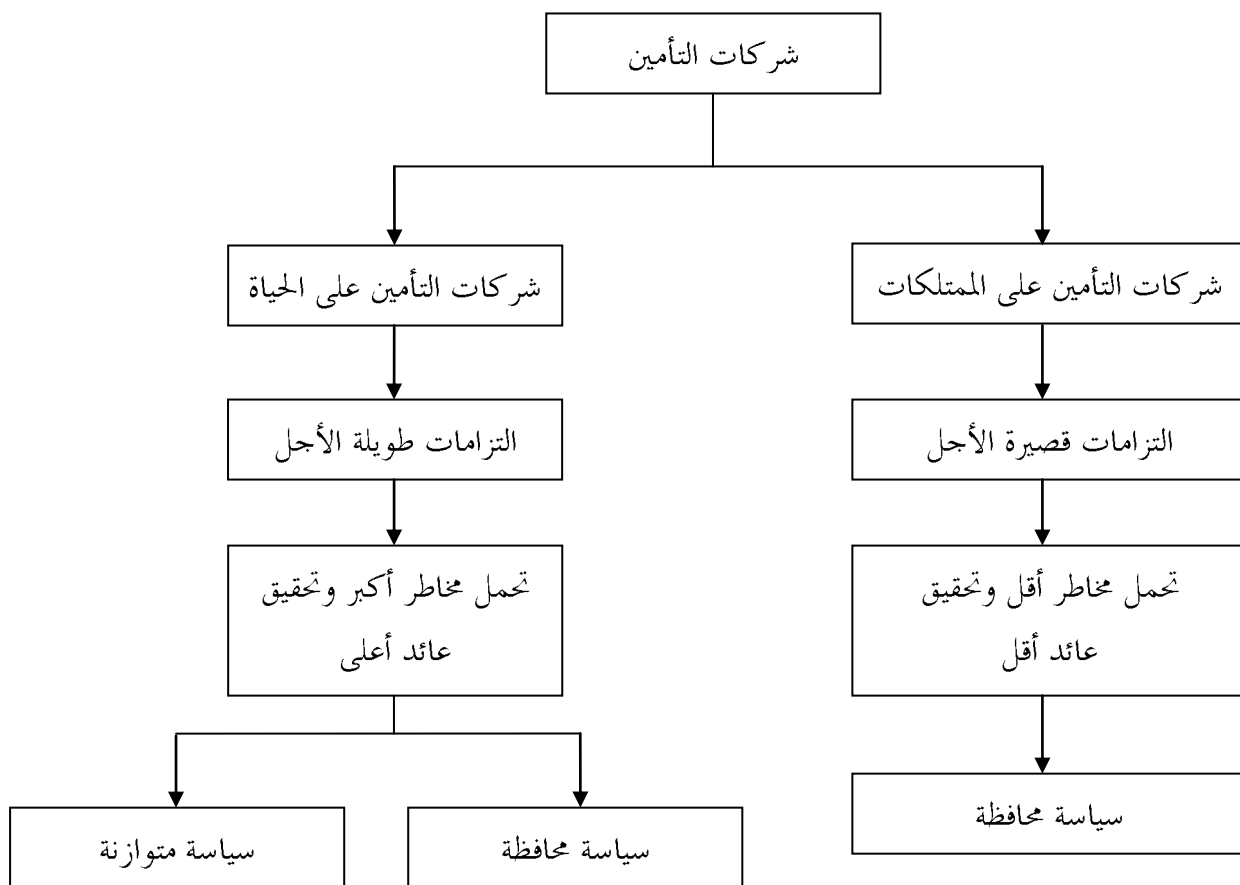 شركات التأمين
شركات التأمين على الممتلكات
شركات التأمين على الحياة
التزامات قصيرة الأجل
التزامات طويلة الأجل
تحمل مخاطر أقل وتحقيق
عائد أقل
تحمل مخاطر أكبر وتحقيق
عائد أعلى
سياسة محافظة
سياسة محافظة
سياسة متوازنة